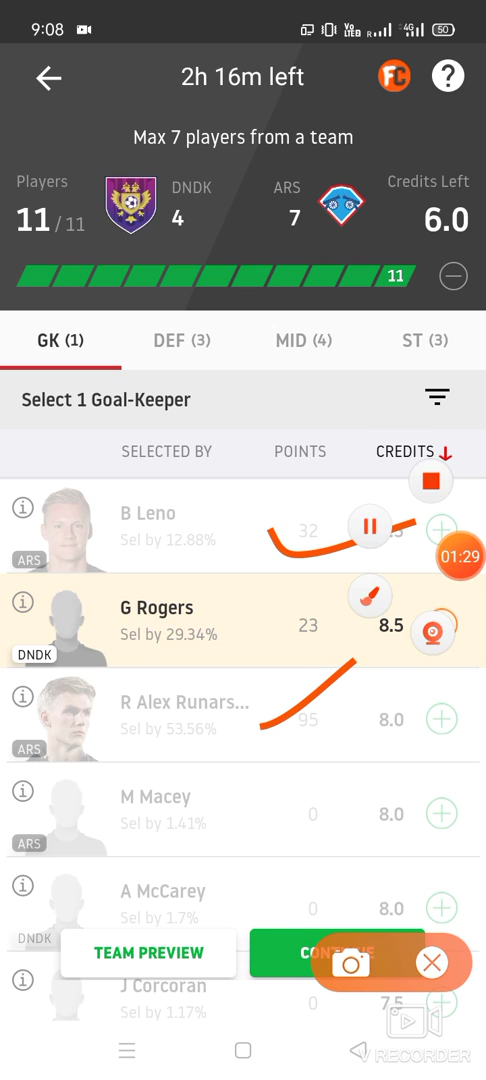 9:08 Vo LTE B R 4G 50
2h 16m left FC ?
Max 7 players from a team
Players DNDK ARS Credits Left
11 / 11 4 7 6.0
11
GK (1) DEF (3) MID (4) ST (3)
Select 1 Goal-Keeper
SELECTED BY POINTS CREDITS
B Leno
Sel by 12.88% 32
ARS
01:29
G Rogers
Sel by 29.34% 23 8.5
DNDK
R Alex Runars...
Sel by 53.56% 95 8.0
ARS
M Macey
Sel by 1.41% 0 8.0
ARS
A McCarey
Sel by 1.7% 0 8.0
DNDK
TEAM PREVIEW
J Corcoran
Sel by 1.17% 0 7.5
V RECORDER